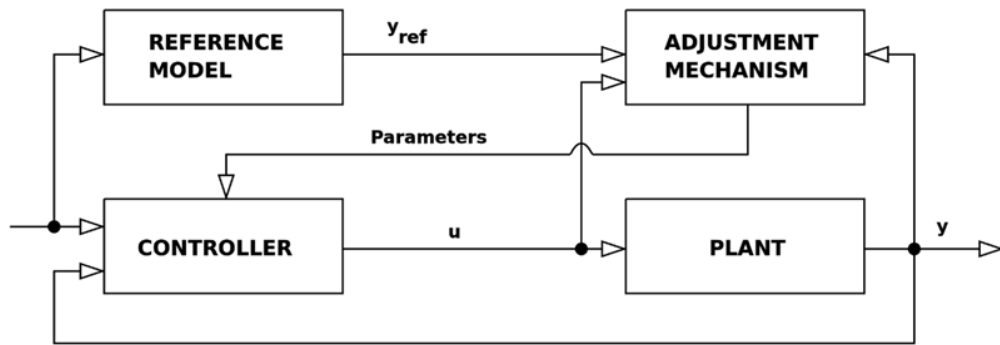 REFERENCE
MODEL
y_ref
ADJUSTMENT
MECHANISM
Parameters
CONTROLLER
u
PLANT
y